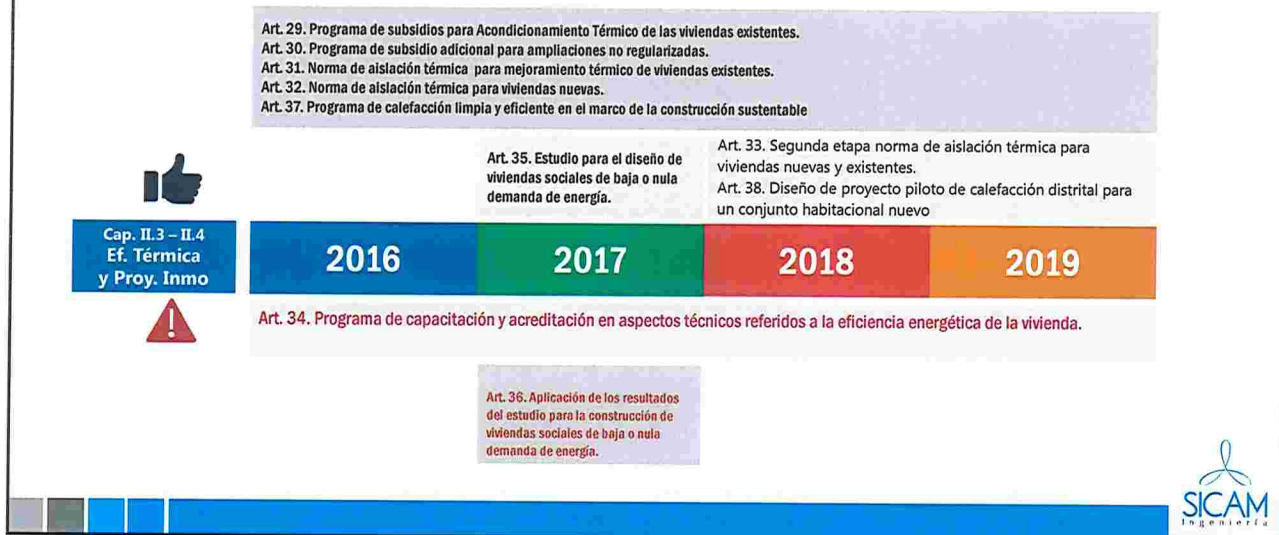 Art. 29. Programa de subsidios para Acondicionamiento Térmico de las viviendas existentes.
Art. 30. Programa de subsidio adicional para ampliaciones no regularizadas.
Art. 31. Norma de aislación térmica para mejoramiento térmico de viviendas existentes.
Art. 32. Norma de aislación térmica para viviendas nuevas.
Art. 37. Programa de calefacción limpia y eficiente en el marco de la construcción sustentable
Art. 35. Estudio para el diseño de
viviendas sociales de baja o nula
demanda de energía.
Art. 33. Segunda etapa norma de aislación térmica para
viviendas nuevas y existentes.
Art. 38. Diseño de proyecto piloto de calefacción distrital para
un conjunto habitacional nuevo
Cap. II.3 – II.4
Ef. Térmica
y Proy. Inmo
2016
2017
2018
2019
Art. 34. Programa de capacitación y acreditación en aspectos técnicos referidos a la eficiencia energética de la vivienda.
Art. 36. Aplicación de los resultados
del estudio para la construcción de
viviendas sociales de baja o nula
demanda de energía.
SICAM
Ingeniería